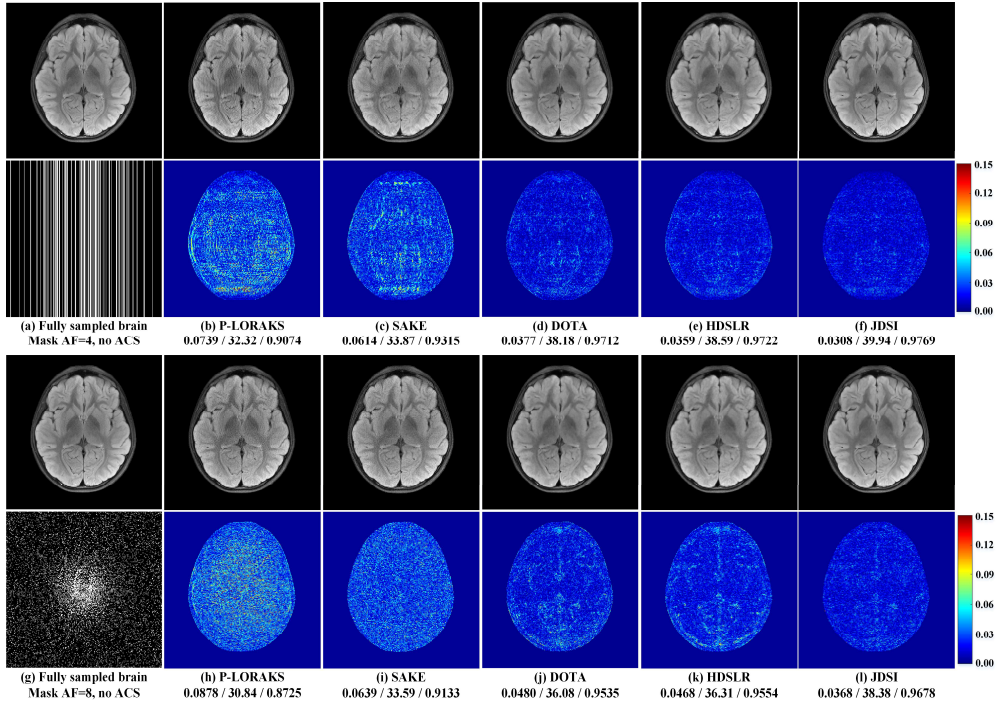 0.15
0.12
0.09
0.06
0.03
0.00
(a) Fully sampled brain
Mask AF=4, no ACS
(b) P-LORAKS
0.0739 / 32.32 / 0.9074
(c) SAKE
0.0614 / 33.87 / 0.9315
(d) DOTA
0.0377 / 38.18 / 0.9712
(e) HDSLR
0.0359 / 38.59 / 0.9722
(f) JDSI
0.0308 / 39.94 / 0.9769
0.15
0.12
0.09
0.06
0.03
0.00
(g) Fully sampled brain
Mask AF=8, no ACS
(h) P-LORAKS
0.0878 / 30.84 / 0.8725
(i) SAKE
0.0639 / 33.59 / 0.9133
(j) DOTA
0.0480 / 36.08 / 0.9535
(k) HDSLR
0.0468 / 36.31 / 0.9554
(l) JDSI
0.0368 / 38.38 / 0.9678